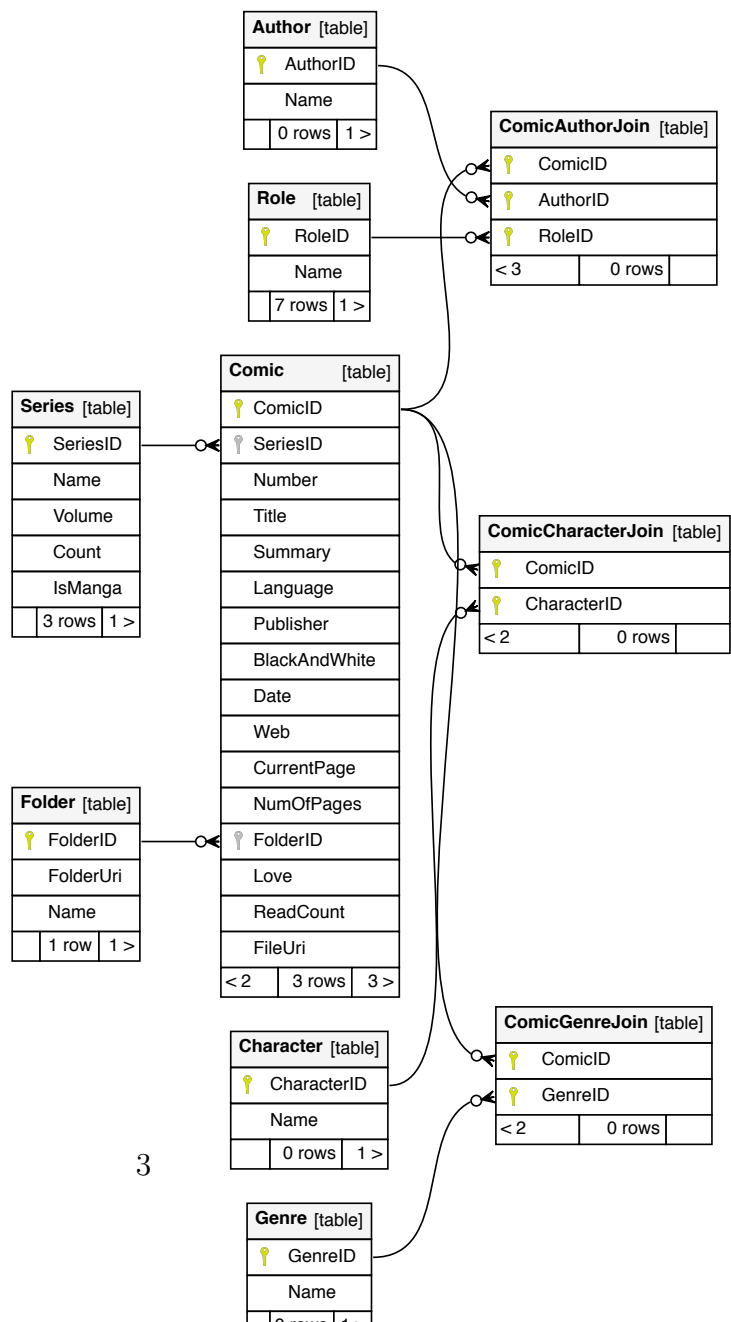 Author [table]
AuthorID
Name
0 rows 1 >
ComicAuthorJoin [table]
ComicID
AuthorID
RoleID
< 3 0 rows
Role [table]
RoleID
Name
7 rows 1 >
Comic [table]
ComicID
SeriesID
Number
Title
Summary
Language
Publisher
BlackAndWhite
Date
Web
CurrentPage
NumOfPages
FolderID
Love
ReadCount
FileUri
< 2 3 rows 3 >
Series [table]
SeriesID
Name
Volume
Count
IsManga
3 rows 1 >
ComicCharacterJoin [table]
ComicID
CharacterID
< 2 0 rows
Folder [table]
FolderID
FolderUri
Name
1 row 1 >
ComicGenreJoin [table]
ComicID
GenreID
< 2 0 rows
Character [table]
CharacterID
Name
0 rows 1 >
3
Genre [table]
GenreID
Name